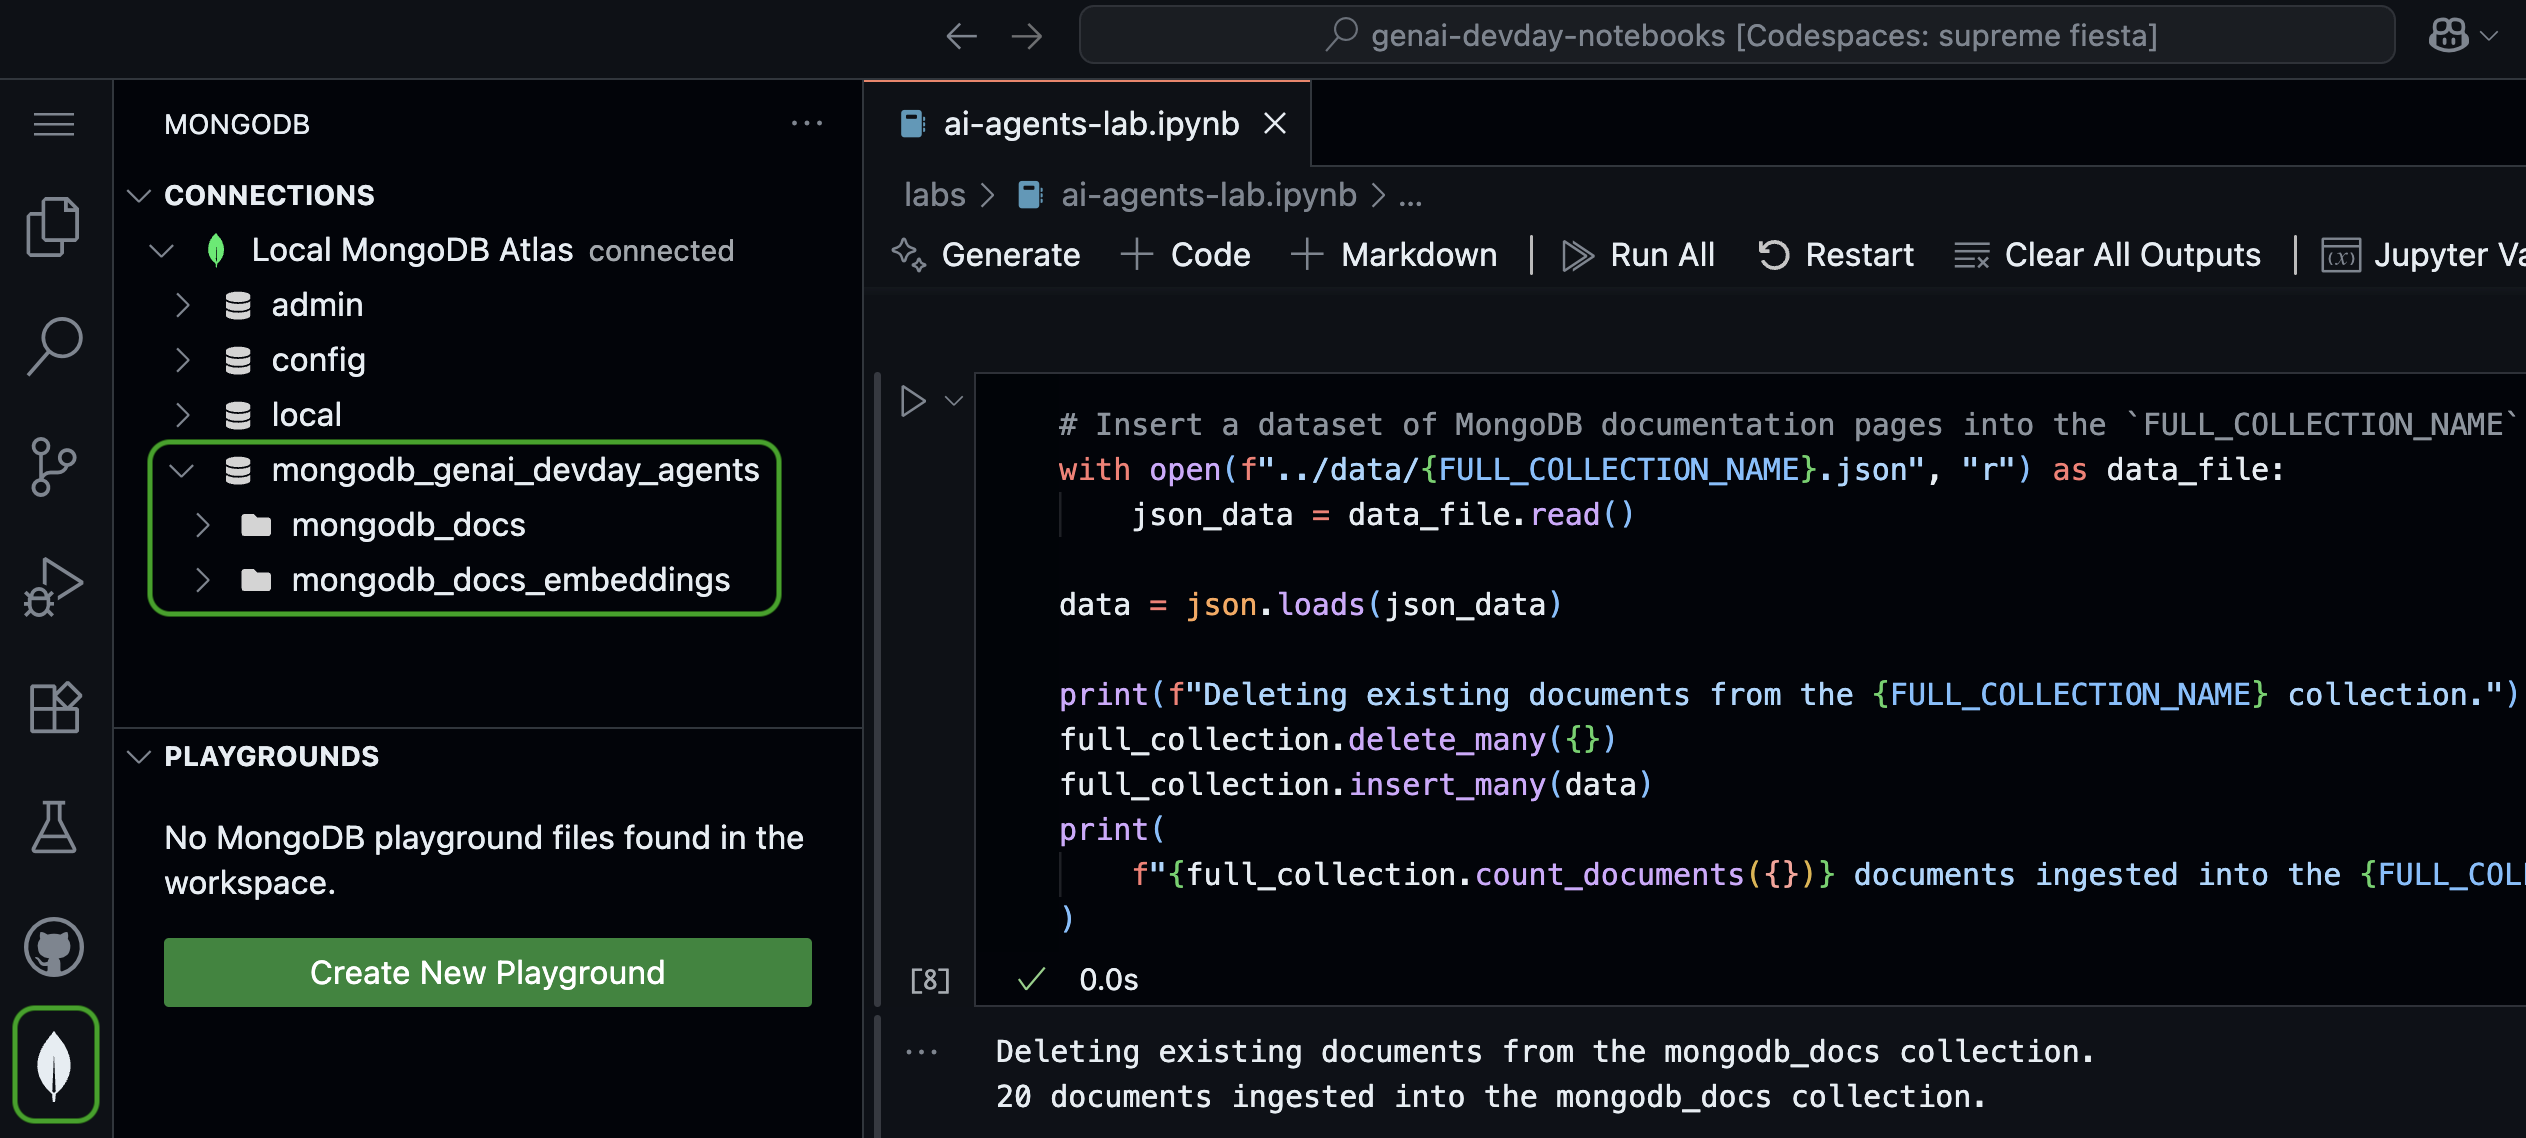 genai-devday-notebooks [Codespaces: supreme fiesta]
MONGODB
CONNECTIONS
Local MongoDB Atlas connected
admin
config
local
mongodb_genai_devday_agents
mongodb_docs
mongodb_docs_embeddings
PLAYGROUNDS
No MongoDB playground files found in the
workspace.
Create New Playground
ai-agents-lab.ipynb
labs > ai-agents-lab.ipynb > ...
Generate + Code + Markdown | Run All Restart Clear All Outputs | (x) Jupyter Va
# Insert a dataset of MongoDB documentation pages into the `FULL_COLLECTION_NAME`
with open(f"../data/{FULL_COLLECTION_NAME}.json", "r") as data_file:
    json_data = data_file.read()
data = json.loads(json_data)
print(f"Deleting existing documents from the {FULL_COLLECTION_NAME} collection.")
full_collection.delete_many({})
full_collection.insert_many(data)
print(
    f"{full_collection.count_documents({})} documents ingested into the {FULL_COL
)
[8] 0.0s
Deleting existing documents from the mongodb_docs collection.
20 documents ingested into the mongodb_docs collection.